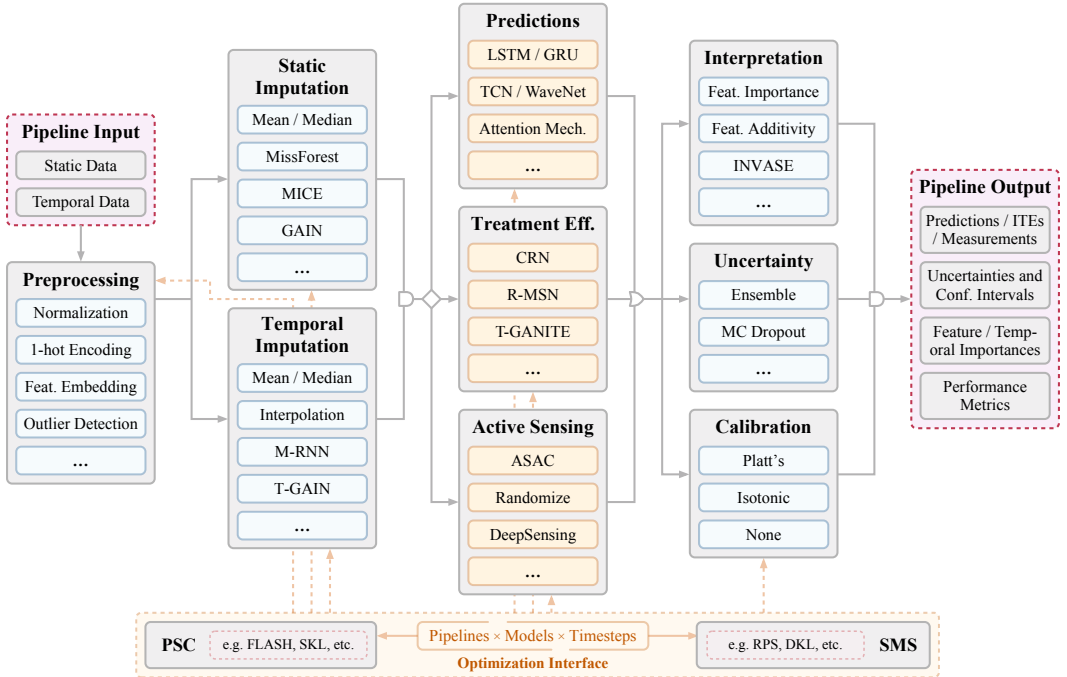 Pipeline Input
Static Data
Temporal Data
Preprocessing
Normalization
1-hot Encoding
Feat. Embedding
Outlier Detection
...
Static
Imputation
Mean / Median
MissForest
MICE
GAIN
...
Temporal
Imputation
Mean / Median
Interpolation
M-RNN
T-GAIN
...
Predictions
LSTM / GRU
TCN / WaveNet
Attention Mech.
...
Treatment Eff.
CRN
R-MSN
T-GANITE
...
Active Sensing
ASAC
Randomize
DeepSensing
...
Interpretation
Feat. Importance
Feat. Additivity
INVASE
...
Uncertainty
Ensemble
MC Dropout
...
Calibration
Platt's
Isotonic
None
Pipeline Output
Predictions / ITEs
/ Measurements
Uncertainties and
Conf. Intervals
Feature / Temp-
oral Importances
Performance
Metrics
PSC
e.g. FLASH, SKL, etc.
Pipelines × Models × Timesteps
e.g. RPS, DKL, etc.
SMS
Optimization Interface